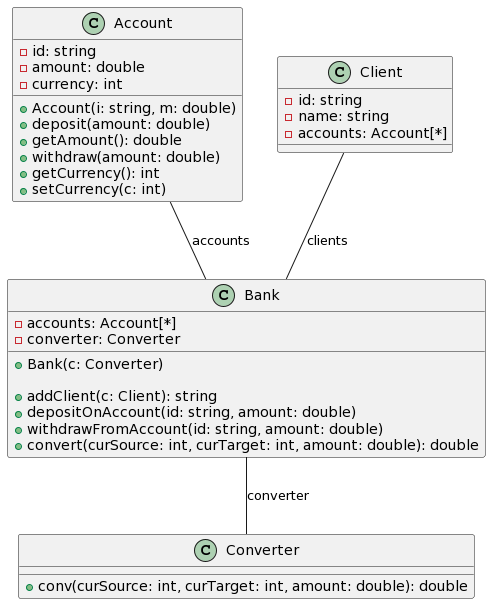 C Account
id: string
amount: double
currency: int
Account(i: string, m: double)
deposit(amount: double)
getAmount(): double
withdraw(amount: double)
getCurrency(): int
setCurrency(c: int)
C Client
id: string
name: string
accounts: Account[*]
accounts
clients
C Bank
accounts: Account[*]
converter: Converter
Bank(c: Converter)
addClient(c: Client): string
depositOnAccount(id: string, amount: double)
withdrawFromAccount(id: string, amount: double)
convert(curSource: int, curTarget: int, amount: double): double
converter
C Converter
conv(curSource: int, curTarget: int, amount: double): double